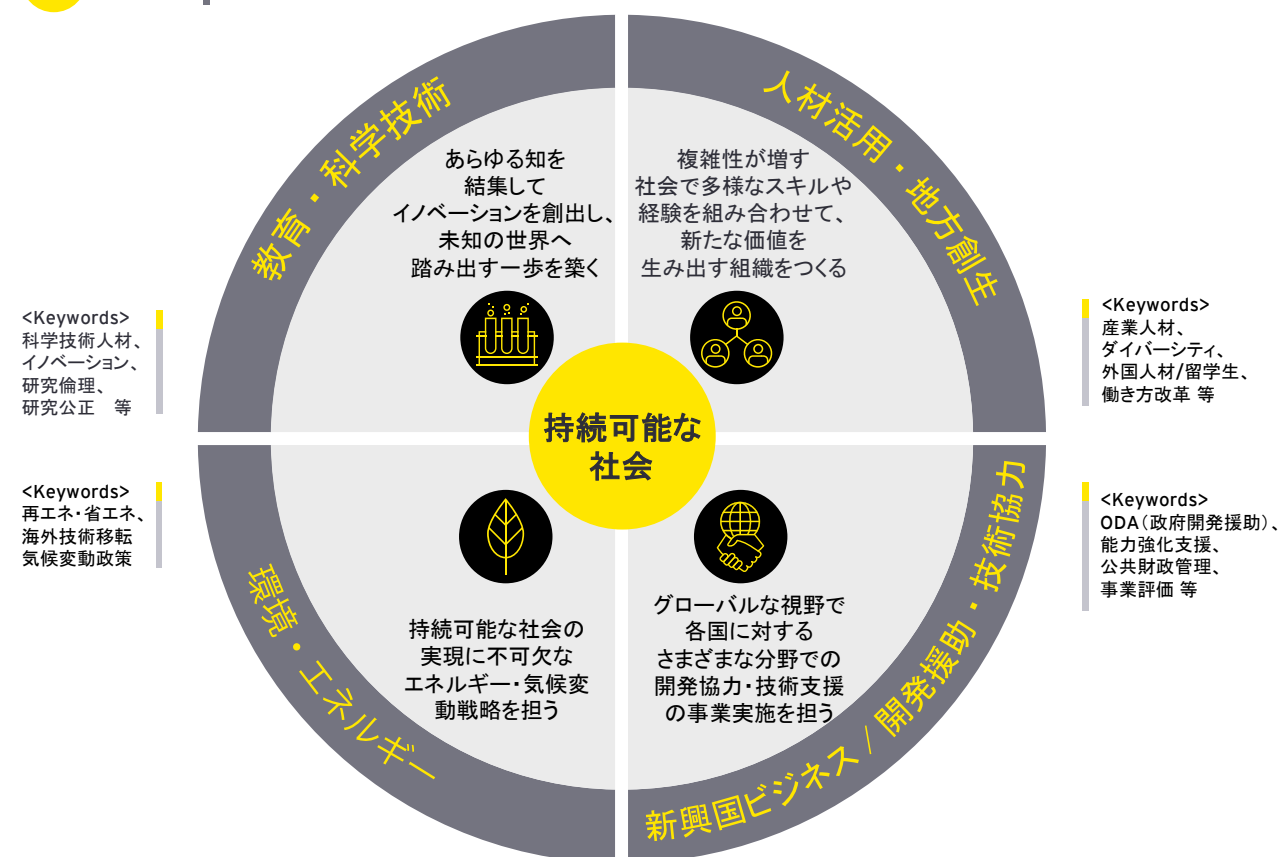 教育・科学技術
あらゆる知を
結集して
イノベーションを創出し、
未知の世界へ
踏み出す一歩を築く
<Keywords>
科学技術人材、
イノベーション、
研究倫理、
研究公正　等
人材活用・地方創生
複雑性が増す
社会で多様なスキルや
経験を組み合わせて、
新たな価値を
生み出す組織をつくる
<Keywords>
産業人材、
ダイバーシティ、
外国人材/留学生、
働き方改革 等
持続可能な
社会
<Keywords>
再エネ・省エネ、
海外技術移転
気候変動政策
環境・エネルギー
持続可能な社会の
実現に不可欠な
エネルギー・気候変
動戦略を担う
新興国ビジネス / 開発援助・技術協力
グローバルな視野で
各国に対する
さまざまな分野での
開発協力・技術支援
の事業実施を担う
<Keywords>
ODA（政府開発援助）、
能力強化支援、
公共財政管理、
事業評価 等